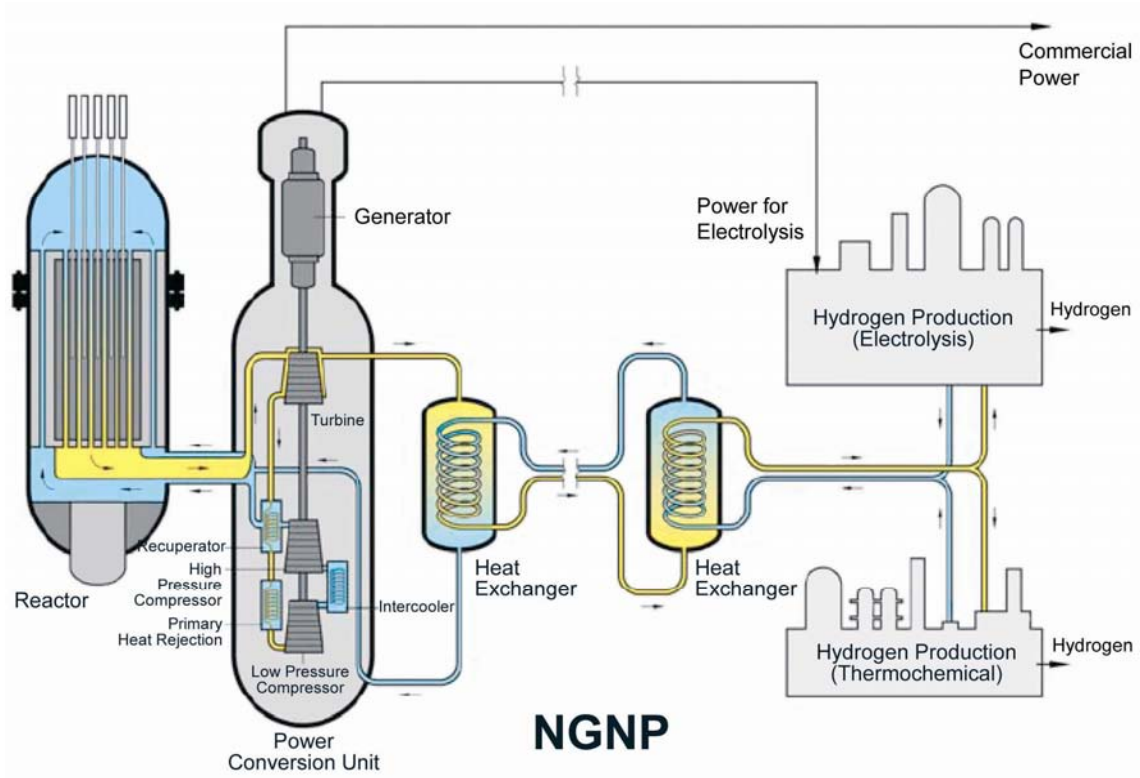 Commercial
Power
Power for
Electrolysis
Generator
Hydrogen Production
(Electrolysis)
Hydrogen
Turbine
Recuperator
High
Pressure
Compressor
Primary
Heat Rejection
Intercooler
Low Pressure
Compressor
Reactor
Heat
Exchanger
Heat
Exchanger
Hydrogen Production
(Thermochemical)
Hydrogen
Power
Conversion Unit
NGNP